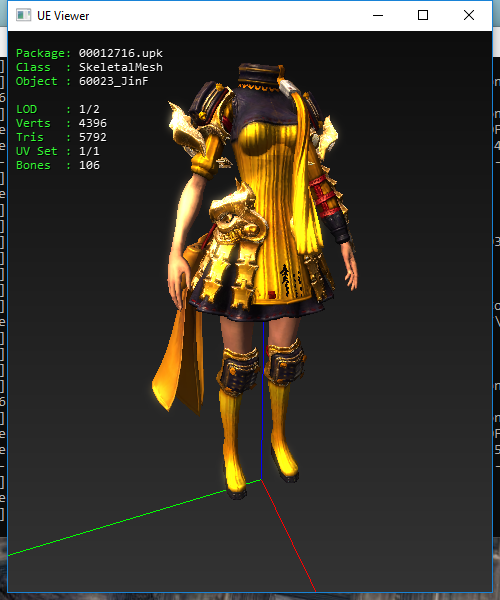 UE Viewer
Package: 00012716.upk
Class : SkeletalMesh
Object : 60023_JinF
LOD : 1/2
Verts : 4396
Tris : 5792
UV Set : 1/1
Bones : 106